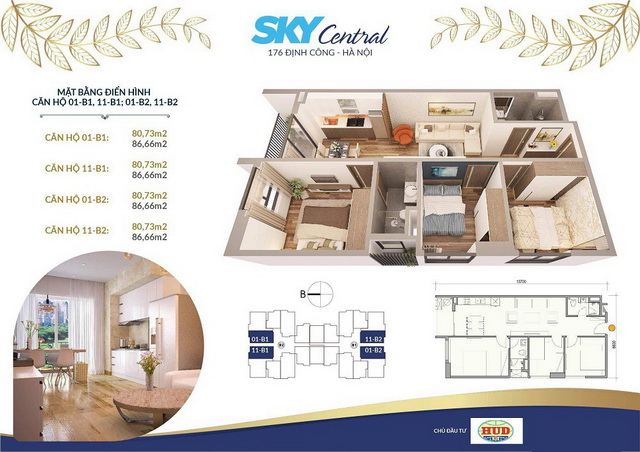 SKY Central
176 ĐỊNH CÔNG - HÀ NỘI
MẶT BẰNG ĐIỂN HÌNH
CĂN HỘ 01-B1, 11-B1; 01-B2, 11-B2
CĂN HỘ 01-B1: 80,73m2
86,66m2
CĂN HỘ 11-B1: 80,73m2
86,66m2
CĂN HỘ 01-B2: 80,73m2
86,66m2
CĂN HỘ 11-B2: 80,73m2
86,66m2
B
01-B1
11-B1
B1
B1
11-B2
01-B2
CHỦ ĐẦU TƯ
HUD